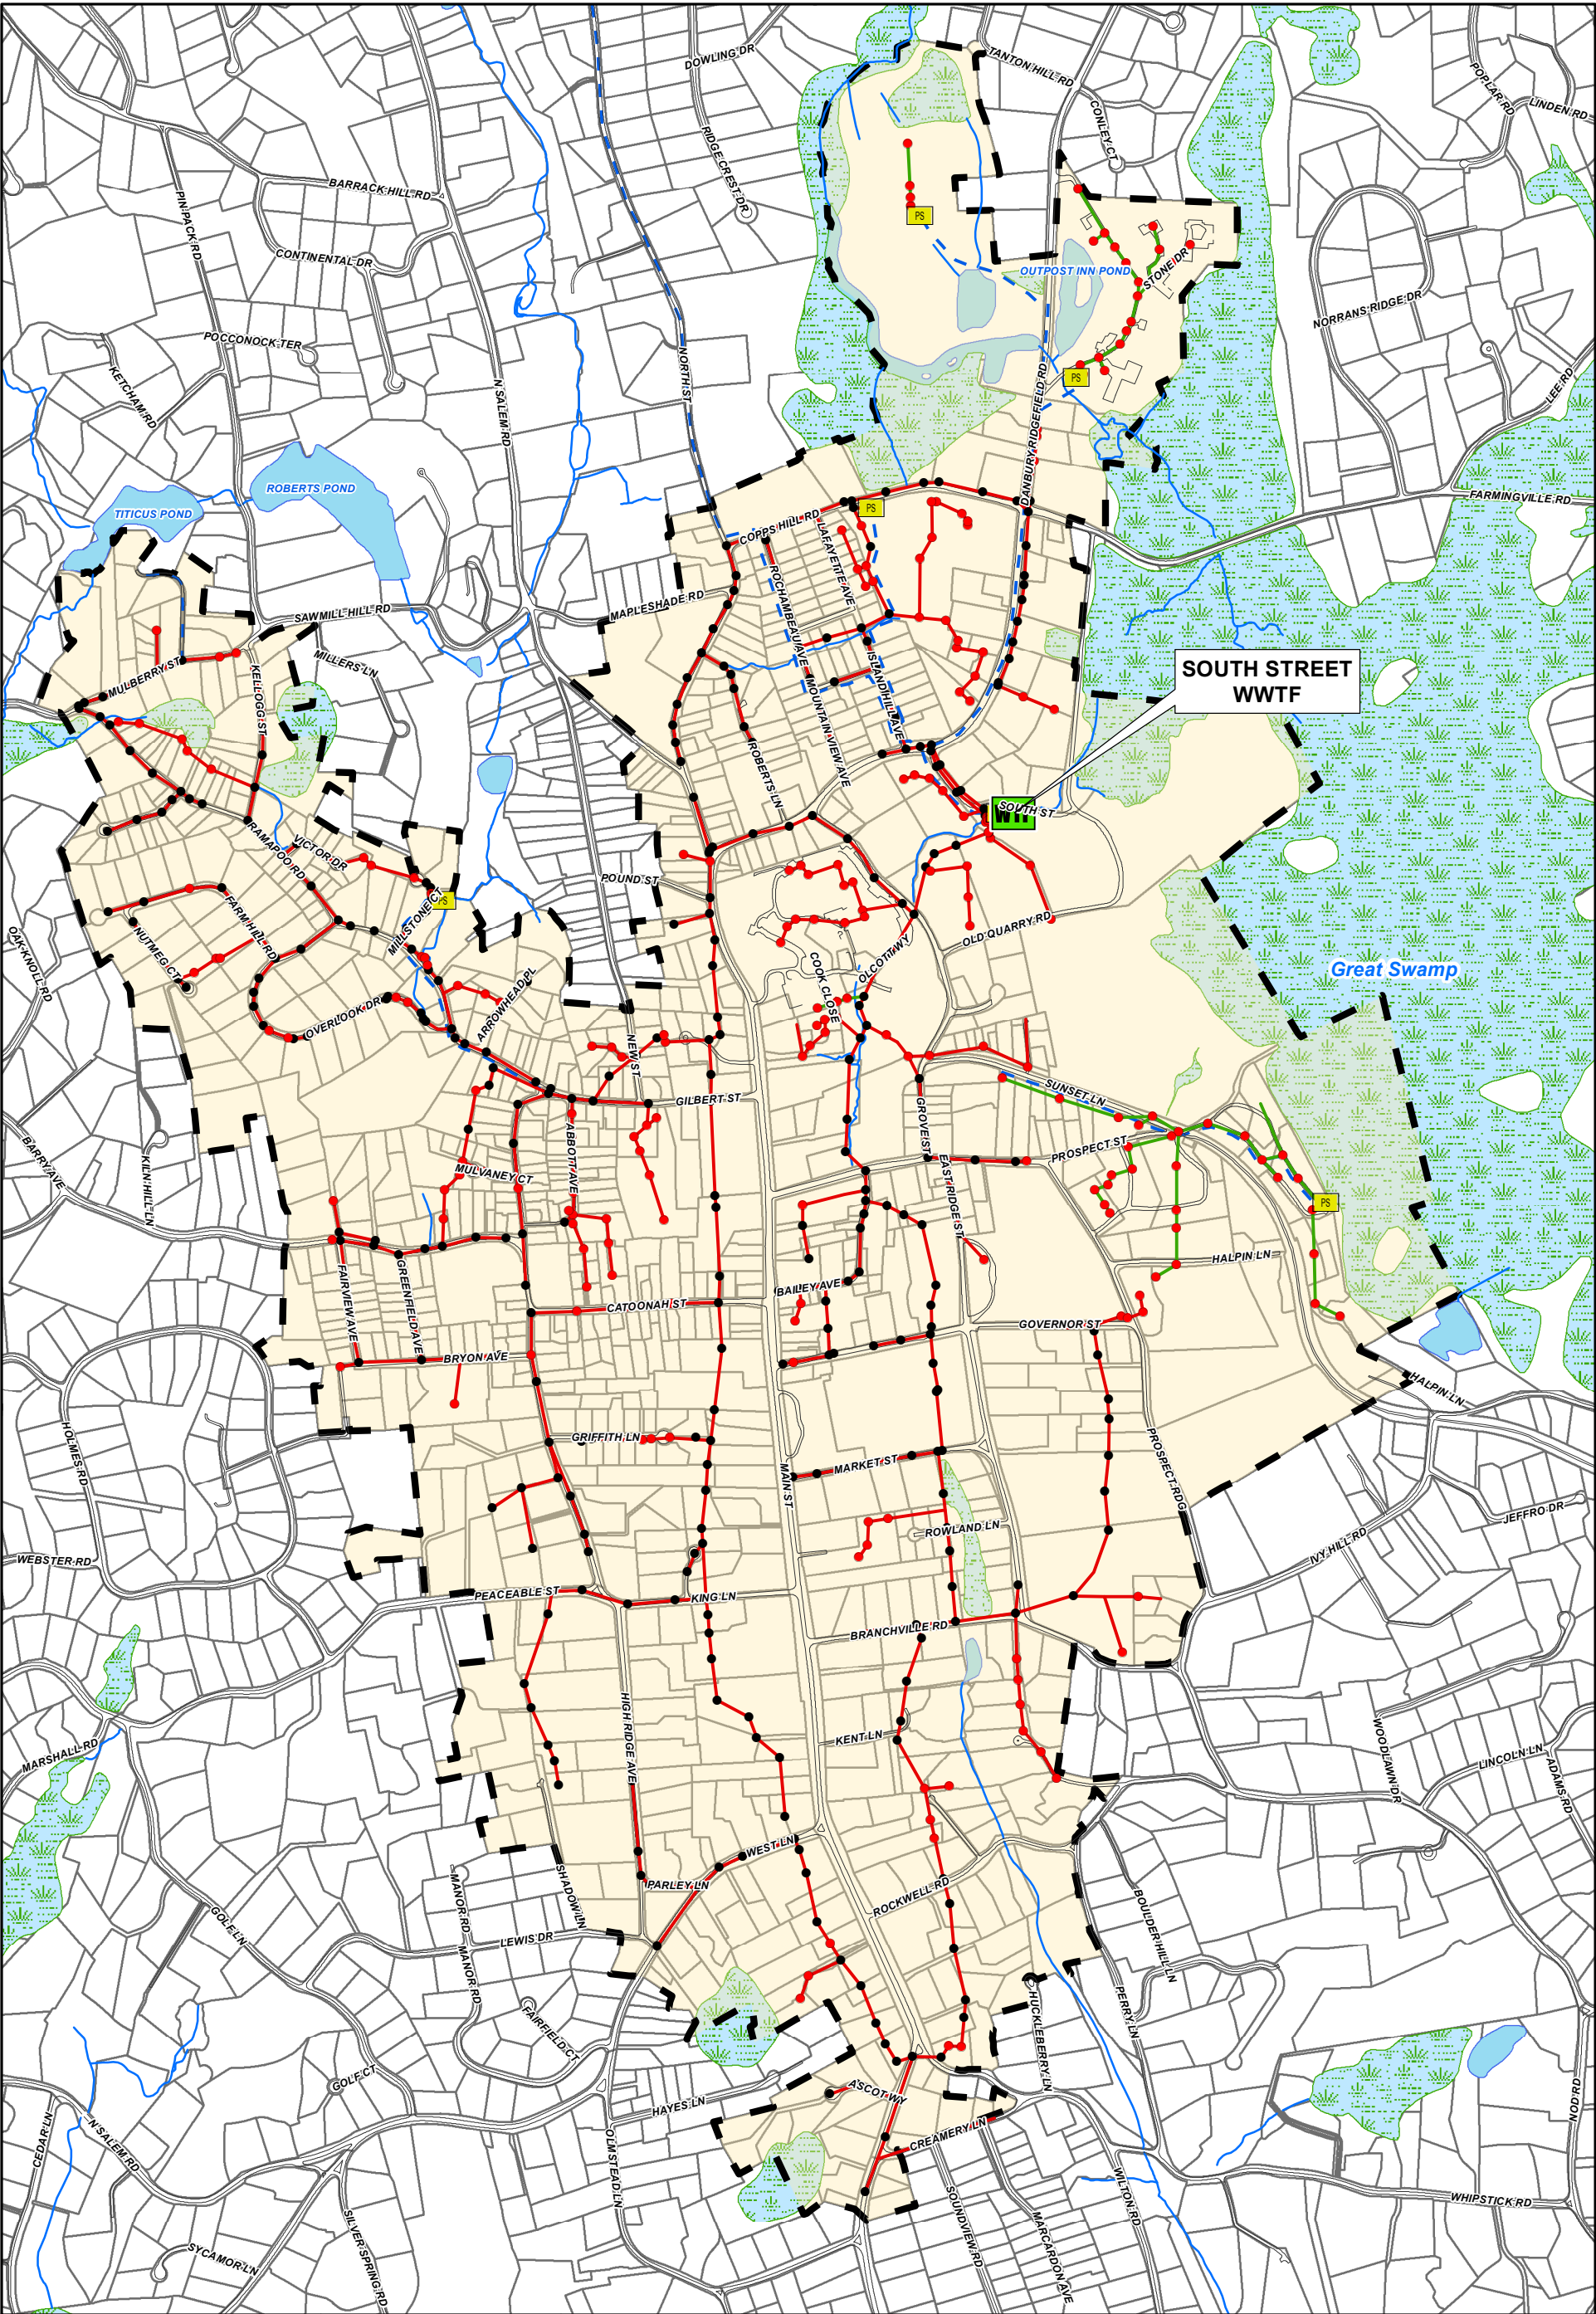 DOWLING DR
TANTON HILL RD
POPLAR RD
LINDEN RD
CONLEY CT
RIDGE CREST DR
BARRACK HILL RD
PIN PACK RD
CONTINENTAL DR
STONE DR
OUTPOST INN POND
PS
NORRANS RIDGE DR
POCCONOCK TER
KETCHAM RD
N SALEM RD
NORTH ST
PS
DANBURY RIDGEFIELD RD
LEE RD
ROBERTS POND
TITICUS POND
FARMINGVILLE RD
PS
COPPS HILL RD
LAFAYETTE AVE
ROCHAMBEAU AVE
MAPLESHADE RD
SAWMILL HILL RD
MILLERS LN
MULBERRY ST
KELLOGG ST
ISLAND HILL AVE
MOUNTAIN VIEW AVE
SOUTH STREET
WWTF
ROBERTS LN
SOUTH ST
RAMAPOO RD
VICTOR DR
POUND ST
PS
MILLSTONE CT
FARM HILL RD
NUTMEG CT
OAK KNOLL RD
OLD QUARRY RD
OLCOTT WY
COOK CLOSE
Great Swamp
OVERLOOK DR
ARROWHEAD PL
NEW ST
GILBERT ST
SUNSET LN
GROVE ST
ABBOTT AVE
PROSPECT ST
EAST RIDGE ST
BARRY AVE
KILN HILL LN
MULVANEY CT
PS
HALPIN LN
FAIRVIEW AVE
GREENFIELD AVE
BAILEY AVE
CATOONAH ST
GOVERNOR ST
BRYON AVE
HALPIN LN
HOLMES RD
GRIFFITH LN
MAIN ST
MARKET ST
PROSPECT RDG
JEFFRO DR
ROWLAND LN
IVY HILL RD
WEBSTER RD
PEACEABLE ST
KING LN
BRANCHVILLE RD
HIGH RIDGE AVE
KENT LN
MARSHALL RD
WOODLAWN DR
LINCOLN LN
ADAMS RD
WEST LN
SHADOW LN
PARLEY LN
ROCKWELL RD
MANOR RD
MANOR RD
BOULDER HILL LN
GOLF LN
LEWIS DR
FAIRFIELD CT
HUCKLEBERRY LN
PERRY LN
GOLF CT
ASCOT WY
HAYES LN
CREAMERY LN
NOD RD
CEDAR LN
N SALEM RD
OLMSTEAD LN
SILVER SPRING RD
SYCAMOR LN
SOUNDVIEW RD
MARCARDON AVE
WILTON RD
WHIPSTICK RD